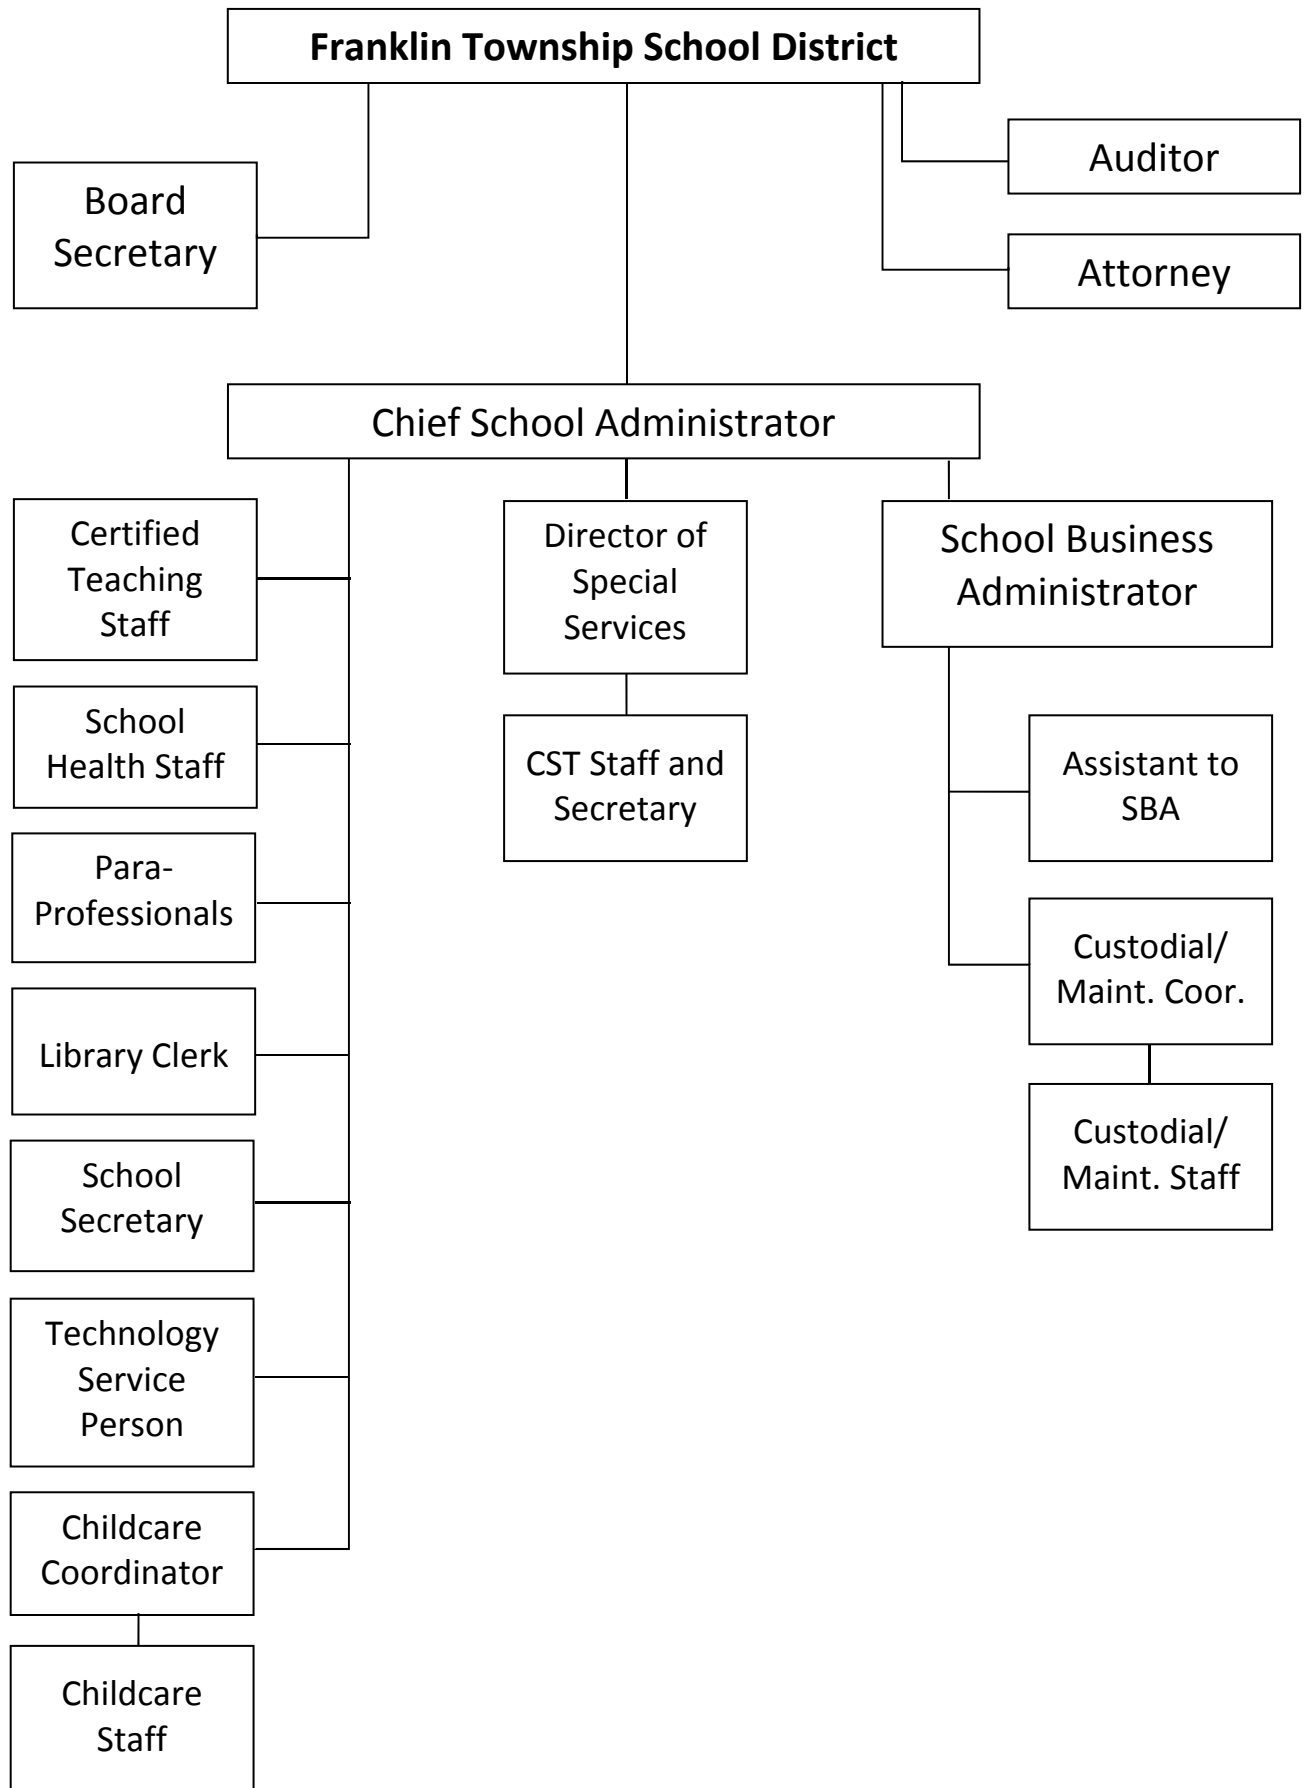 Franklin Township School District
Auditor
Board
Secretary
Attorney
Chief School Administrator
Certified
Teaching
Staff
Director of
Special
Services
School Business
Administrator
School
Health Staff
CST Staff and
Secretary
Assistant to
SBA
Para-
Professionals
Custodial/
Maint. Coor.
Library Clerk
Custodial/
Maint. Staff
School
Secretary
Technology
Service
Person
Childcare
Coordinator
Childcare
Staff